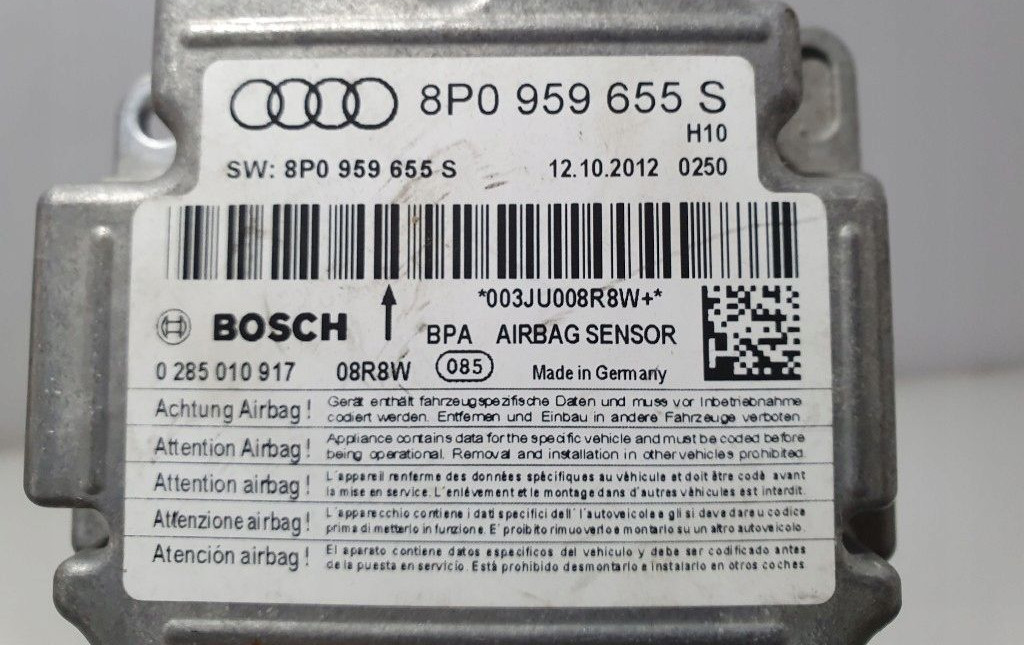 8P0 959 655 S
H10
SW: 8P0 959 655 S 12.10.2012 0250
*003JU008R8W+*
BOSCH BPA AIRBAG SENSOR
0 285 010 917 08R8W 085 Made in Germany
Achtung Airbag! Gerät enthält fahrzeugspezifische Daten und muss vor Inbetriebnahme
codiert werden. Entfernen und Einbau in andere Fahrzeuge verboten.
Attention Airbag! Appliance contains data for the specific vehicle and must be coded before
being operational. Removal and installation in other vehicles prohibited.
Attention airbag! L'appareil renferme des données spécifiques au véhicule et doit être codé avant
la mise en service. L'enlévement et le montage dans d'autres véhicules est interdit.
Attenzione airbag! L'apparecchio contiene i dati specifici dell' l'autoveicolo e gli si deve dare u codice
prima di metterlo in funzione. E' proibito rimuoverlo e montarlo su un altro autoveicolo.
Atención airbag! El aparato contiene datos especificos del vehiculo y debe ser codificado antes
de la puesta en servicio. Está prohibido desmontarlo e instalarlo en otros coches